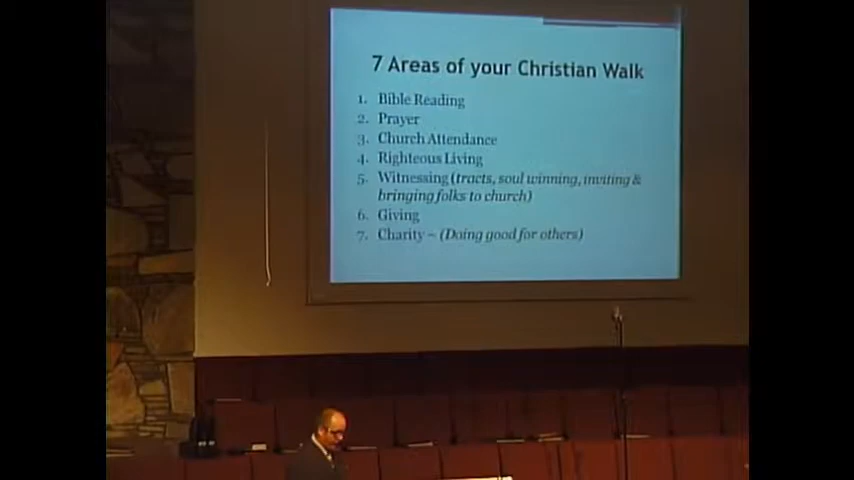 7 Areas of your Christian Walk
1. Bible Reading
2. Prayer
3. Church Attendance
4. Righteous Living
5. Witnessing (tracts, soul winning, inviting &
bringing folks to church)
6. Giving
7. Charity – (Doing good for others)